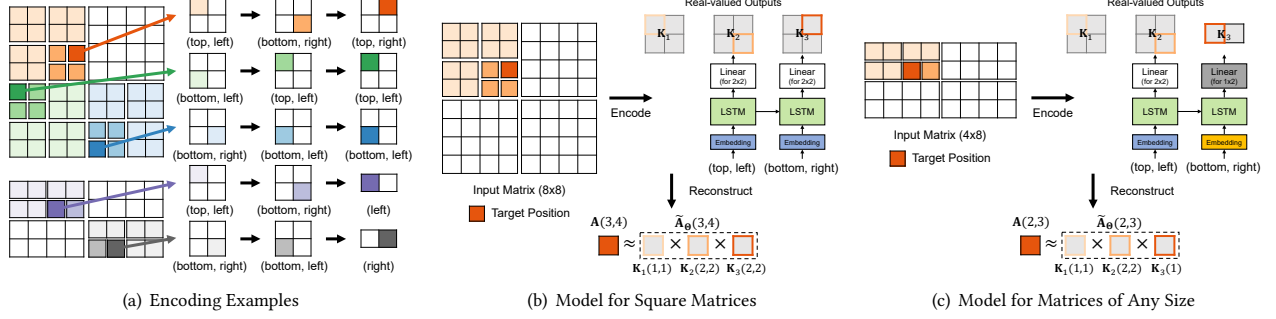 (top, left) (bottom, right) (top, right)
(bottom, left) (top, left) (top, left)
(bottom, right) (top, left) (bottom, left)
(top, left) (bottom, right) (left)
(bottom, right) (bottom, left) (right)
(a) Encoding Examples
Real-valued Outputs
K₁ K₂ K₃
Linear Linear
(for 2x2) (for 2x2)
Encode
LSTM LSTM
Embedding Embedding
(top, left) (bottom, right)
Input Matrix (8x8)
Target Position
Reconstruct
A(3,4) Ã_Θ(3,4)
≈ × ×
K₁(1,1) K₂(2,2) K₃(2,2)
(b) Model for Square Matrices
Real-valued Outputs
K₁ K₂ K₃
Linear Linear
(for 2x2) (for 1x2)
Encode
LSTM LSTM
Embedding Embedding
(top, left) (bottom, right)
Input Matrix (4x8)
Target Position
Reconstruct
A(2,3) Ã_Θ(2,3)
≈ × ×
K₁(1,1) K₂(2,2) K₃(1)
(c) Model for Matrices of Any Size